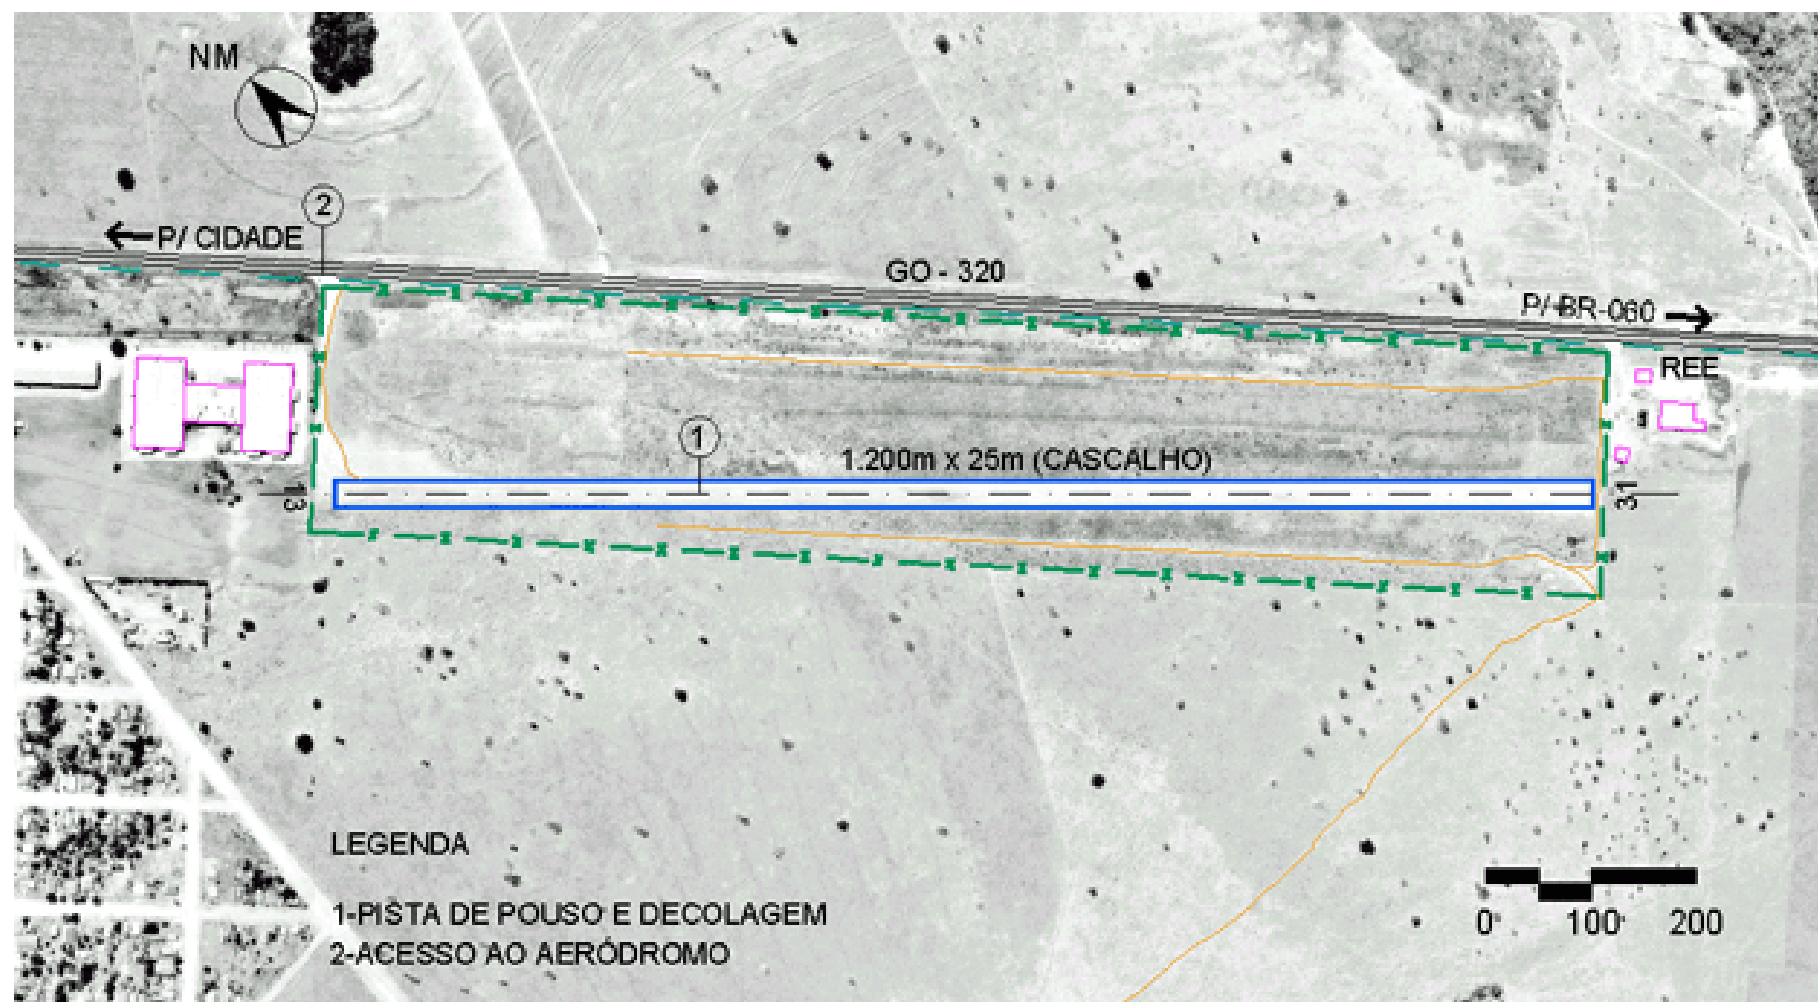 NM
2
P/ CIDADE
GO - 320
P/ BR-060
REE
1
1.200m x 25m (CASCALHO)
31
LEGENDA
1-PISTA DE POUSO E DECOLAGEM
2-ACESSO AO AERÓDROMO
0 100 200